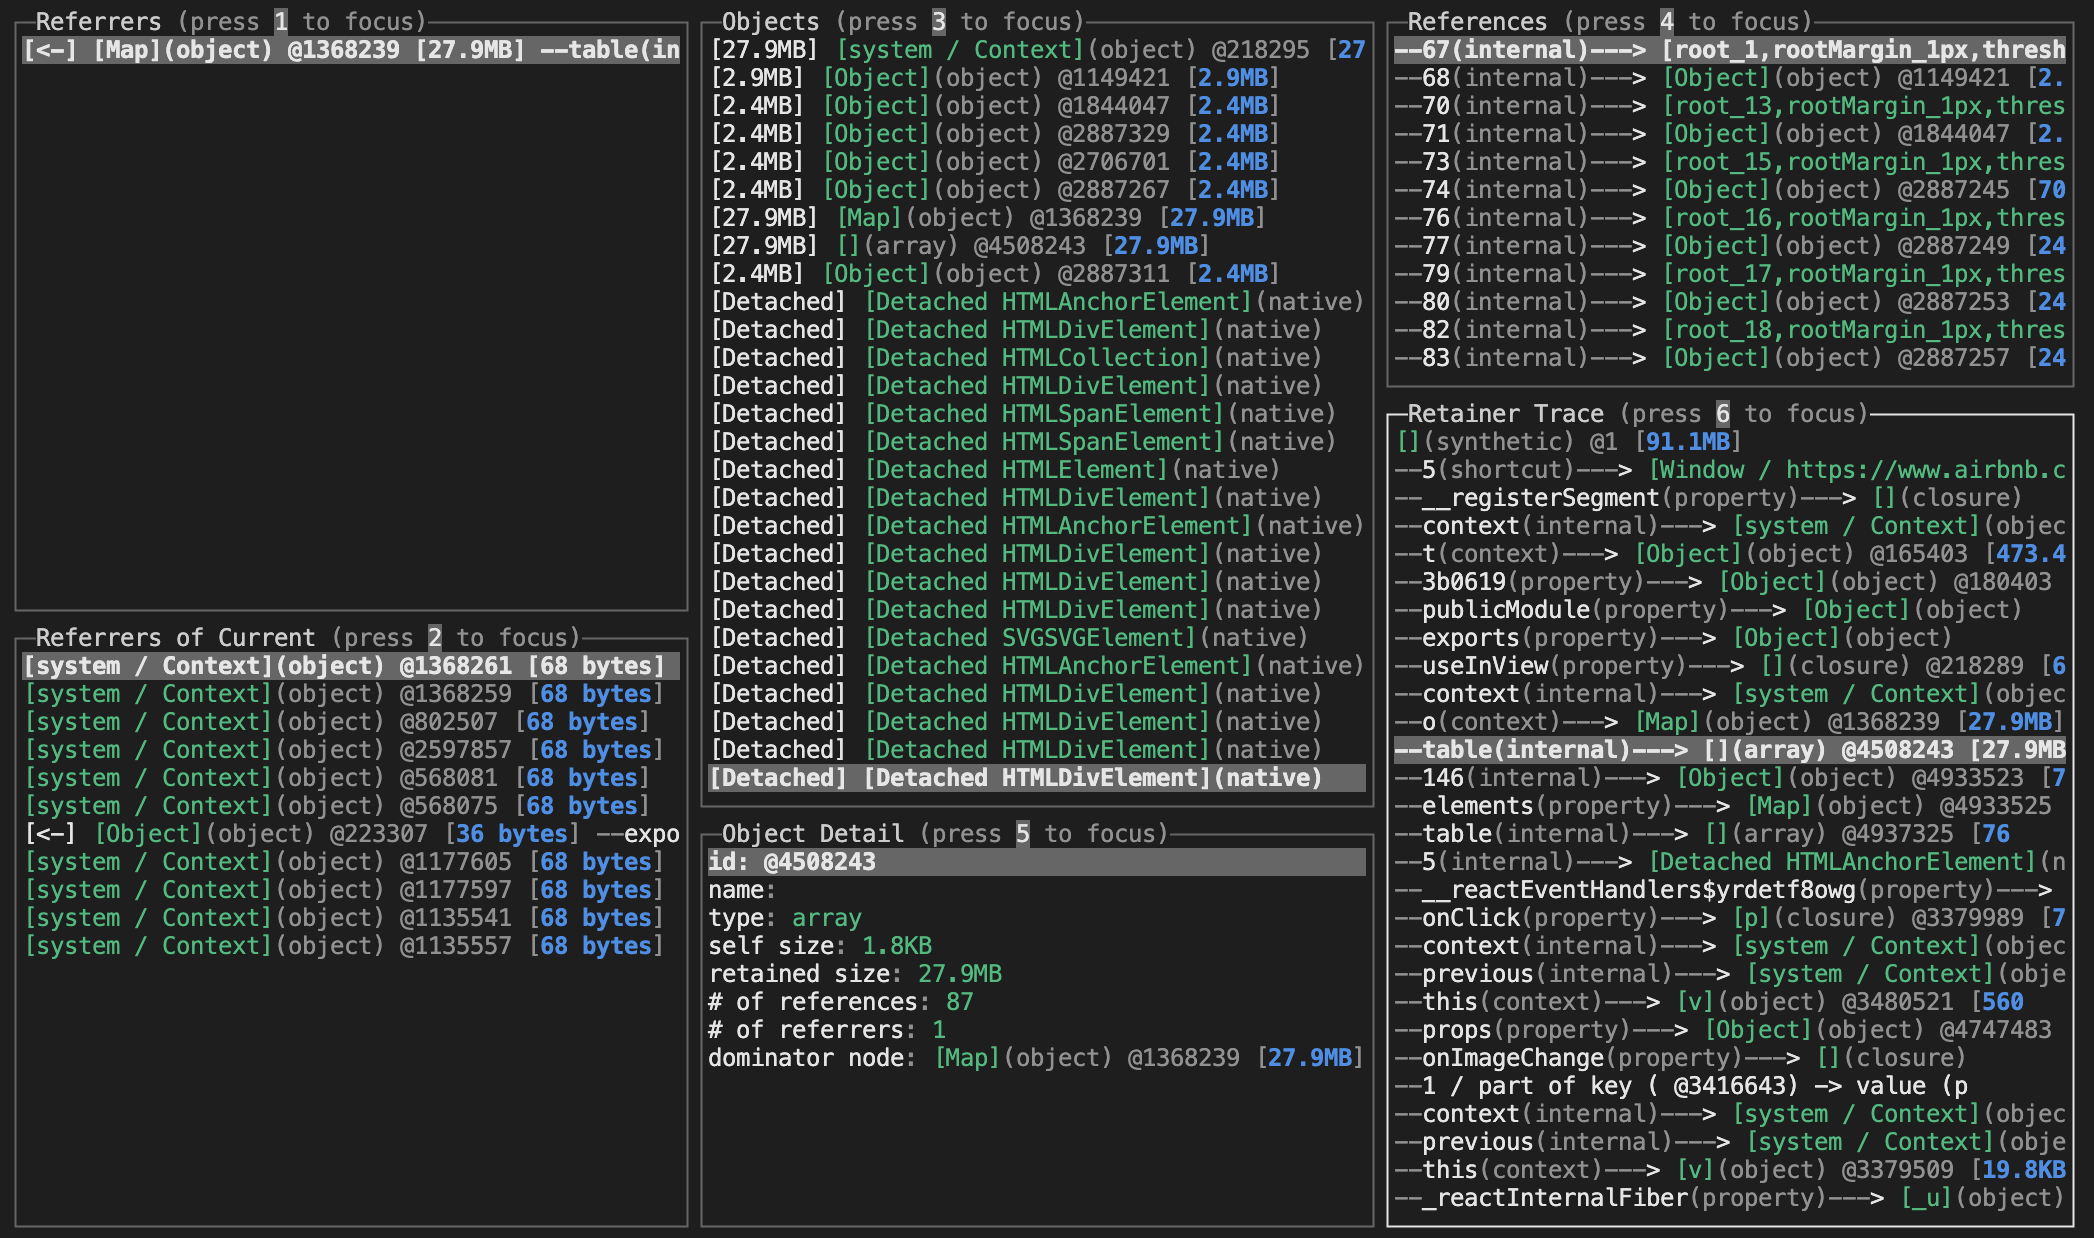 Referrers (press 1 to focus)
[<-] [Map](object) @1368239 [27.9MB] --table(in
Referrers of Current (press 2 to focus)
[system / Context](object) @1368261 [68 bytes]
[system / Context](object) @1368259 [68 bytes]
[system / Context](object) @802507 [68 bytes]
[system / Context](object) @2597857 [68 bytes]
[system / Context](object) @568081 [68 bytes]
[system / Context](object) @568075 [68 bytes]
[<-] [Object](object) @223307 [36 bytes] --expo
[system / Context](object) @1177605 [68 bytes]
[system / Context](object) @1177597 [68 bytes]
[system / Context](object) @1135541 [68 bytes]
[system / Context](object) @1135557 [68 bytes]
Objects (press 3 to focus)
[27.9MB] [system / Context](object) @218295 [27
[2.9MB] [Object](object) @1149421 [2.9MB]
[2.4MB] [Object](object) @1844047 [2.4MB]
[2.4MB] [Object](object) @2887329 [2.4MB]
[2.4MB] [Object](object) @2706701 [2.4MB]
[2.4MB] [Object](object) @2887267 [2.4MB]
[27.9MB] [Map](object) @1368239 [27.9MB]
[27.9MB] [](array) @4508243 [27.9MB]
[2.4MB] [Object](object) @2887311 [2.4MB]
[Detached] [Detached HTMLAnchorElement](native)
[Detached] [Detached HTMLDivElement](native)
[Detached] [Detached HTMLCollection](native)
[Detached] [Detached HTMLDivElement](native)
[Detached] [Detached HTMLSpanElement](native)
[Detached] [Detached HTMLSpanElement](native)
[Detached] [Detached HTMLElement](native)
[Detached] [Detached HTMLDivElement](native)
[Detached] [Detached HTMLAnchorElement](native)
[Detached] [Detached HTMLDivElement](native)
[Detached] [Detached HTMLDivElement](native)
[Detached] [Detached HTMLDivElement](native)
[Detached] [Detached SVGSVGElement](native)
[Detached] [Detached HTMLAnchorElement](native)
[Detached] [Detached HTMLDivElement](native)
[Detached] [Detached HTMLDivElement](native)
[Detached] [Detached HTMLDivElement](native)
[Detached] [Detached HTMLDivElement](native)
Object Detail (press 5 to focus)
id: @4508243
name:
type: array
self size: 1.8KB
retained size: 27.9MB
# of references: 87
# of referrers: 1
dominator node: [Map](object) @1368239 [27.9MB]
References (press 4 to focus)
--67(internal)---> [root_1,rootMargin_1px,thresh
--68(internal)---> [Object](object) @1149421 [2.
--70(internal)---> [root_13,rootMargin_1px,thres
--71(internal)---> [Object](object) @1844047 [2.
--73(internal)---> [root_15,rootMargin_1px,thres
--74(internal)---> [Object](object) @2887245 [70
--76(internal)---> [root_16,rootMargin_1px,thres
--77(internal)---> [Object](object) @2887249 [24
--79(internal)---> [root_17,rootMargin_1px,thres
--80(internal)---> [Object](object) @2887253 [24
--82(internal)---> [root_18,rootMargin_1px,thres
--83(internal)---> [Object](object) @2887257 [24
Retainer Trace (press 6 to focus)
[](synthetic) @1 [91.1MB]
--5(shortcut)---> [Window / https://www.airbnb.c
--__registerSegment(property)---> [](closure)
--context(internal)---> [system / Context](objec
--t(context)---> [Object](object) @165403 [473.4
--3b0619(property)---> [Object](object) @180403
--publicModule(property)---> [Object](object)
--exports(property)---> [Object](object)
--useInView(property)---> [](closure) @218289 [6
--context(internal)---> [system / Context](objec
--o(context)---> [Map](object) @1368239 [27.9MB]
--table(internal)---> [](array) @4508243 [27.9MB
--146(internal)---> [Object](object) @4933523 [7
--elements(property)---> [Map](object) @4933525
--table(internal)---> [](array) @4937325 [76
--5(internal)---> [Detached HTMLAnchorElement](n
--__reactEventHandlers$yrdetf8owg(property)--->
--onClick(property)---> [p](closure) @3379989 [7
--context(internal)---> [system / Context](objec
--previous(internal)---> [system / Context](obje
--this(context)---> [v](object) @3480521 [560
--props(property)---> [Object](object) @4747483
--onImageChange(property)---> [](closure)
--1 / part of key ( @3416643) -> value (p
--context(internal)---> [system / Context](objec
--previous(internal)---> [system / Context](obje
--this(context)---> [v](object) @3379509 [19.8KB
--_reactInternalFiber(property)---> [_u](object)